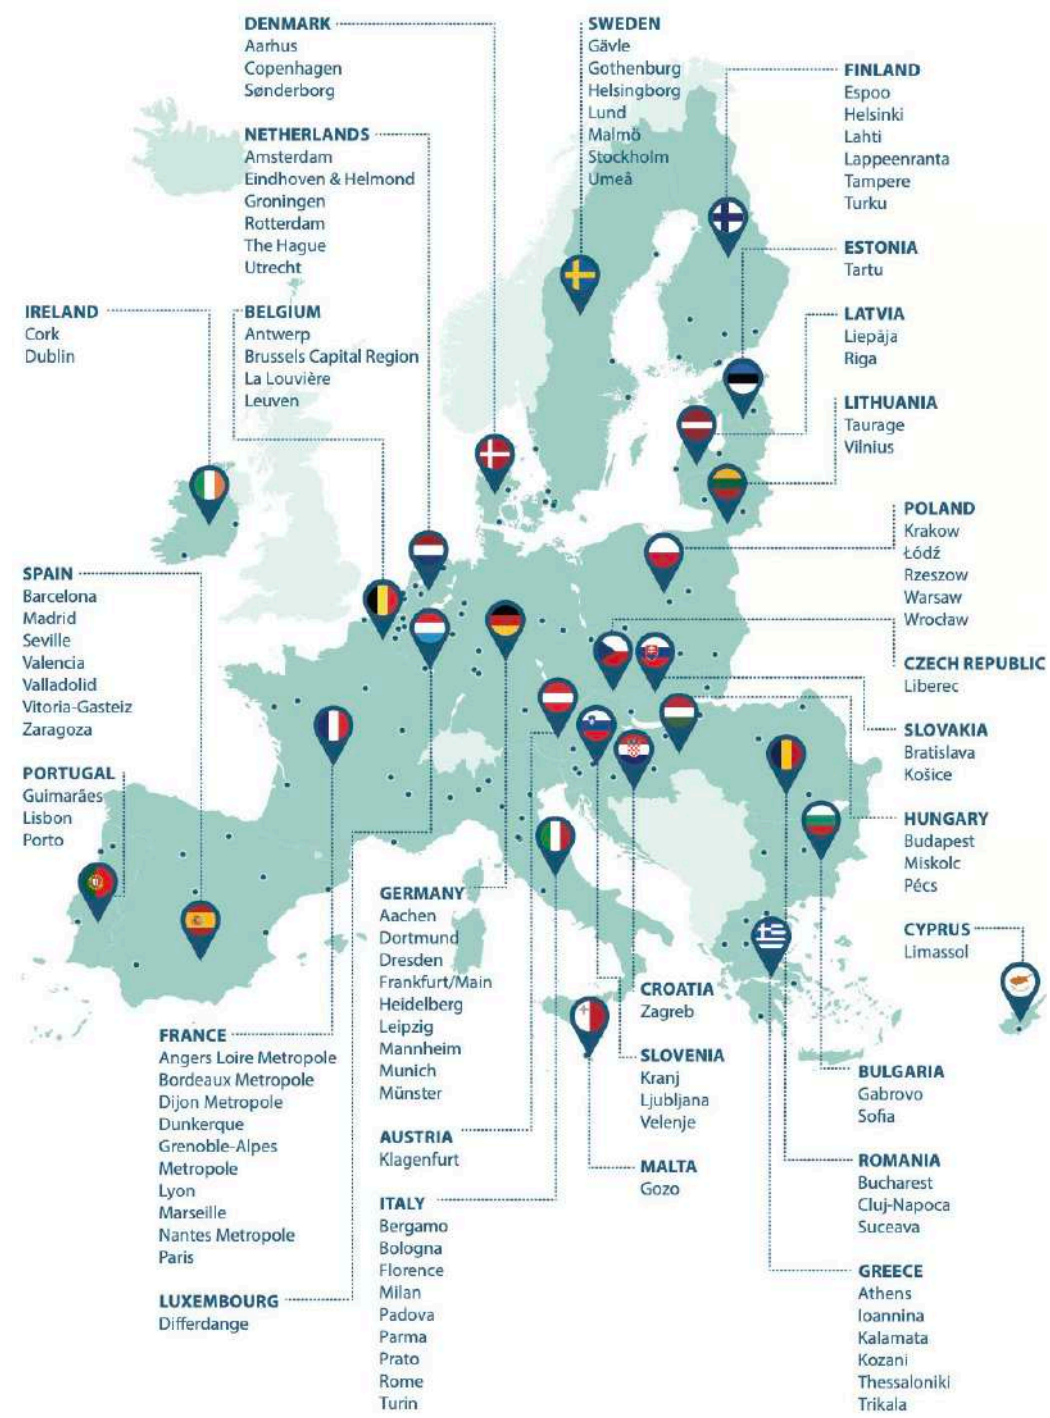 DENMARK
Aarhus
Copenhagen
Sønderborg
SWEDEN
Gävle
Gothenburg
Helsingborg
Lund
Malmö
Stockholm
Umeå
FINLAND
Espoo
Helsinki
Lahti
Lappeenranta
Tampere
Turku
NETHERLANDS
Amsterdam
Eindhoven & Helmond
Groningen
Rotterdam
The Hague
Utrecht
ESTONIA
Tartu
IRELAND
Cork
Dublin
BELGIUM
Antwerp
Brussels Capital Region
La Louvière
Leuven
LATVIA
Liepāja
Riga
LITHUANIA
Taurage
Vilnius
POLAND
Krakow
Łódź
Rzeszow
Warsaw
Wrocław
SPAIN
Barcelona
Madrid
Seville
Valencia
Valladolid
Vitoria-Gasteiz
Zaragoza
CZECH REPUBLIC
Liberec
SLOVAKIA
Bratislava
Košice
PORTUGAL
Guimarães
Lisbon
Porto
HUNGARY
Budapest
Miskolc
Pécs
GERMANY
Aachen
Dortmund
Dresden
Frankfurt/Main
Heidelberg
Leipzig
Mannheim
Munich
Münster
CYPRUS
Limassol
CROATIA
Zagreb
FRANCE
Angers Loire Metropole
Bordeaux Metropole
Dijon Metropole
Dunkerque
Grenoble-Alpes
Metropole
Lyon
Marseille
Nantes Metropole
Paris
SLOVENIA
Kranj
Ljubljana
Velenje
BULGARIA
Gabrovo
Sofia
AUSTRIA
Klagenfurt
MALTA
Gozo
ROMANIA
Bucharest
Cluj-Napoca
Suceava
ITALY
Bergamo
Bologna
Florence
Milan
Padova
Parma
Prato
Rome
Turin
GREECE
Athens
Ioannina
Kalamata
Kozani
Thessaloniki
Trikala
LUXEMBOURG
Differdange